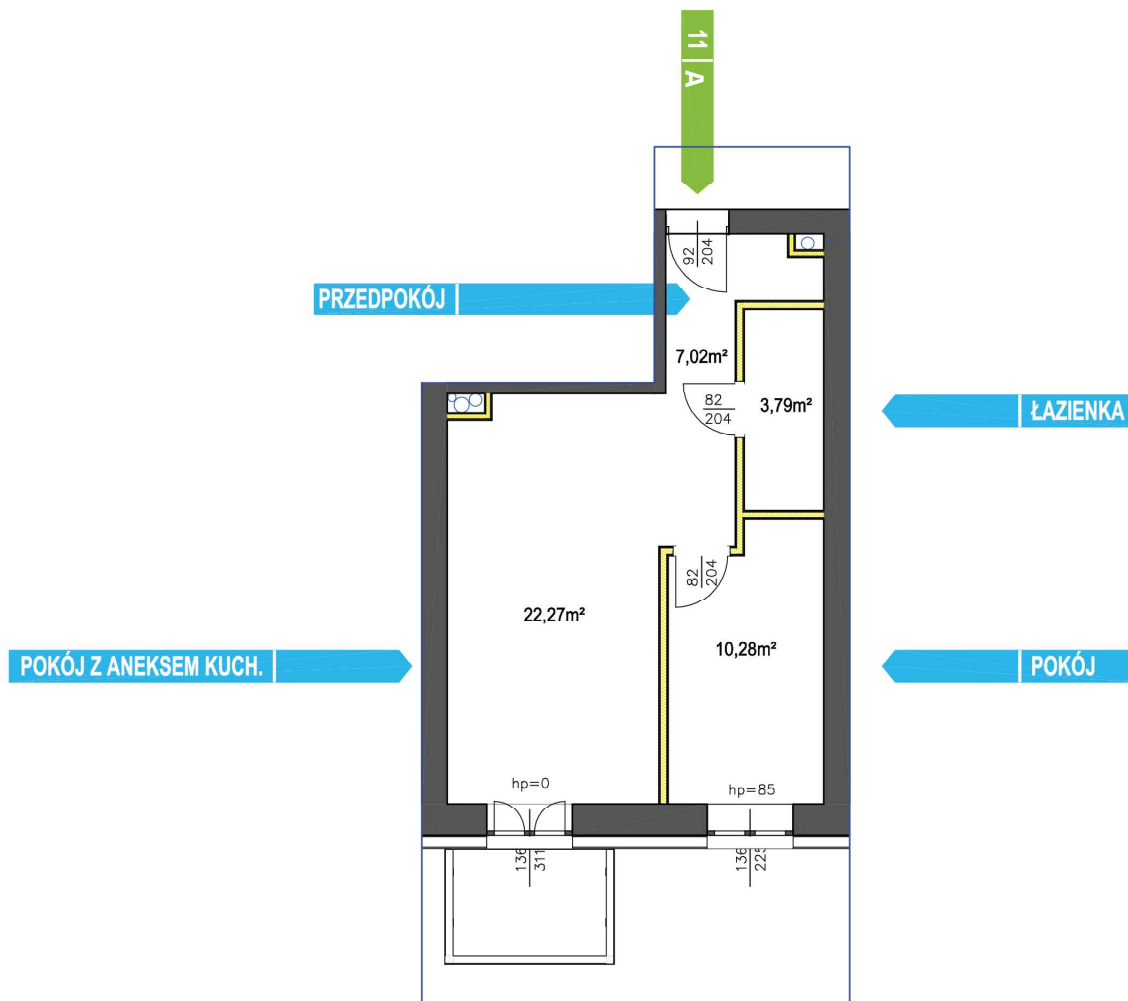 11 | A
92
204
PRZEDPOKÓJ
7,02m²
82
204
3,79m²
ŁAZIENKA
82
204
22,27m²
10,28m²
POKÓJ Z ANEKSEM KUCH.
POKÓJ
hp=0
hp=85
136
311
136
225